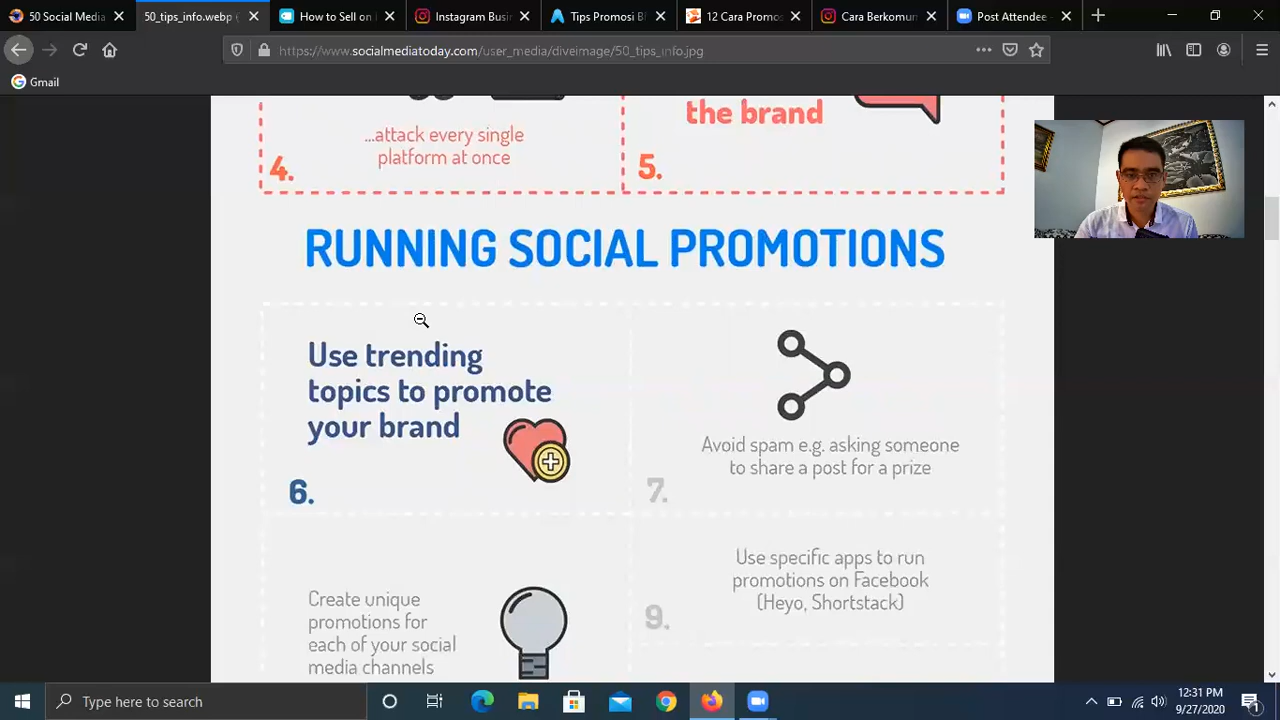 50 Social Media
50_tips_info.webp (
How to Sell on
Instagram Busin
Tips Promosi Bi
12 Cara Promos
Cara Berkomun
Post Attendee -
https://www.socialmediatoday.com/user_media/diveimage/50_tips_info.jpg
Gmail
...attack every single
platform at once
4.
the brand
5.
RUNNING SOCIAL PROMOTIONS
Use trending
topics to promote
your brand
6.
Avoid spam e.g. asking someone
to share a post for a prize
7.
Create unique
promotions for
each of your social
media channels
Use specific apps to run
promotions on Facebook
(Heyo, Shortstack)
9.
Type here to search
12:31 PM
9/27/2020
1